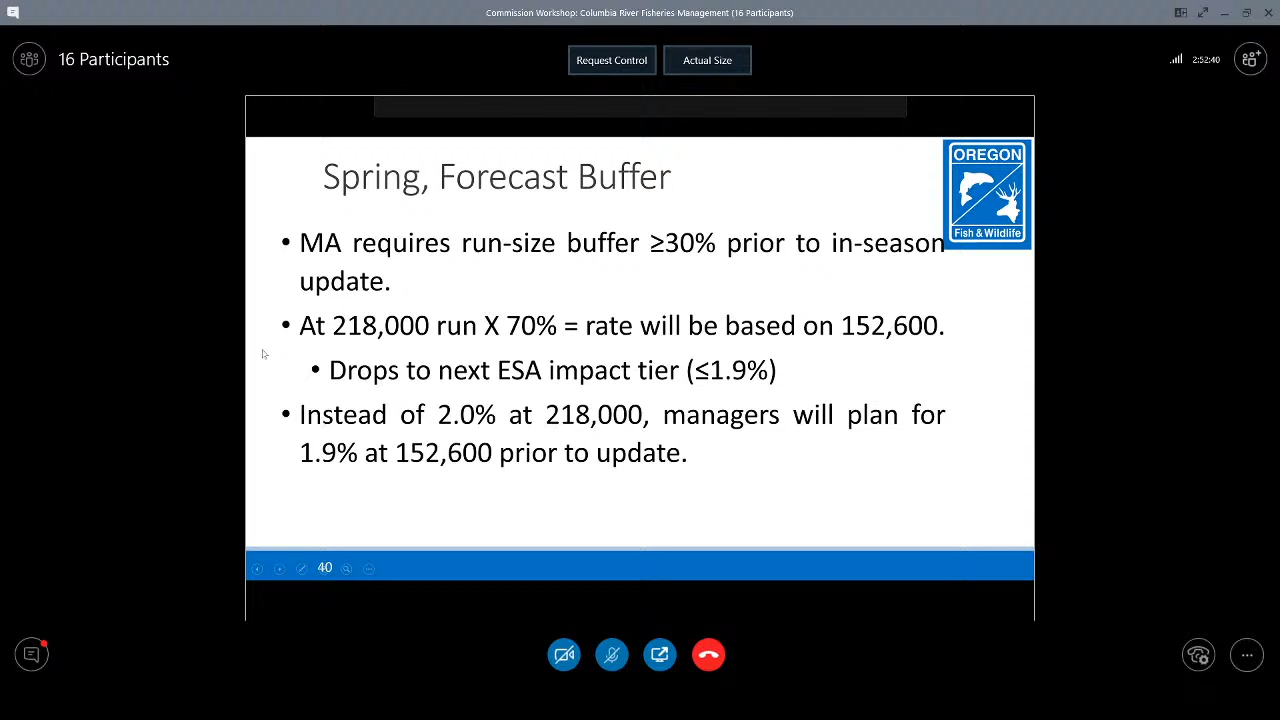 Commission Workshop: Columbia River Fisheries Management (16 Participants)
16 Participants
Request Control
Actual Size
2:52:40
Spring, Forecast Buffer
OREGON
Fish & Wildlife
• MA requires run-size buffer ≥30% prior to in-season
update.
• At 218,000 run X 70% = rate will be based on 152,600.
• Drops to next ESA impact tier (≤1.9%)
• Instead of 2.0% at 218,000, managers will plan for
1.9% at 152,600 prior to update.
40